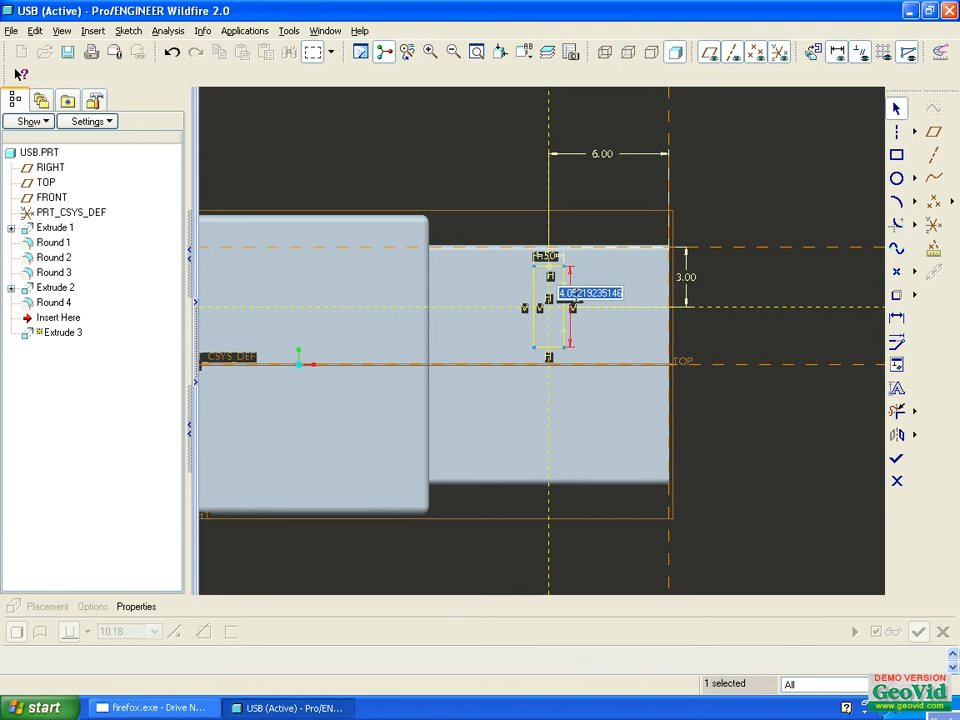 USB (Active) - Pro/ENGINEER Wildfire 2.0
File Edit View Insert Sketch Analysis Info Applications Tools Window Help
Show Settings
USB.PRT
RIGHT
TOP
FRONT
PRT_CSYS_DEF
Extrude 1
Round 1
Round 2
Round 3
Extrude 2
Round 4
Insert Here
Extrude 3
6.00
3.00
H
H
V V V
H
CSYS_DEF
TOP
Placement Options Properties
10.18
1 selected
All
DEMO VERSION
GeoVid
www.geovid.com
start
firefox.exe - Drive N...
USB (Active) - Pro/EN...